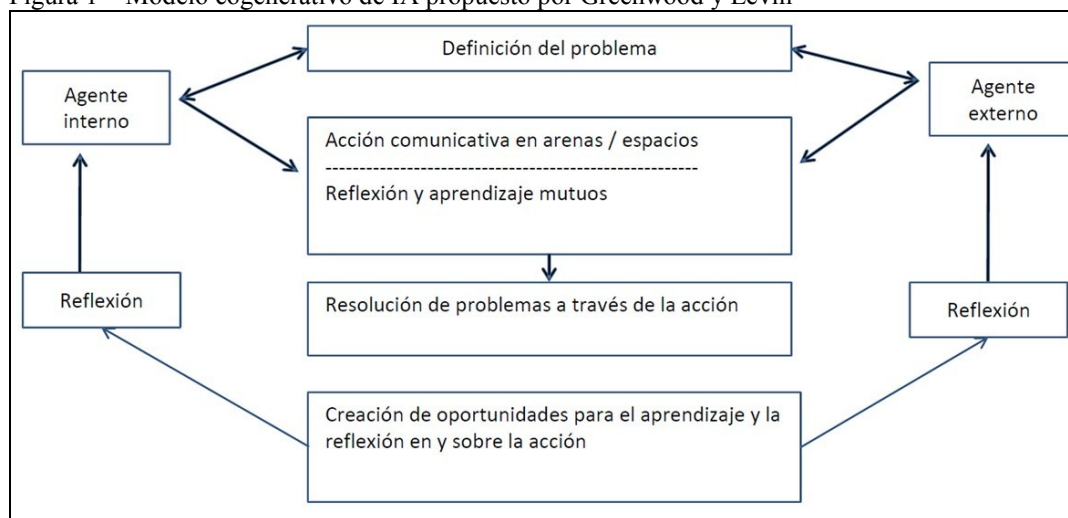 Figura 1 – Modelo cogenerativo de IA propuesto por Greenwood y Levin
Definición del problema
Agente
interno
Agente
externo
Acción comunicativa en arenas / espacios
------------------------------------------------------
Reflexión y aprendizaje mutuos
Reflexión
Resolución de problemas a través de la acción
Reflexión
Creación de oportunidades para el aprendizaje y la
reflexión en y sobre la acción